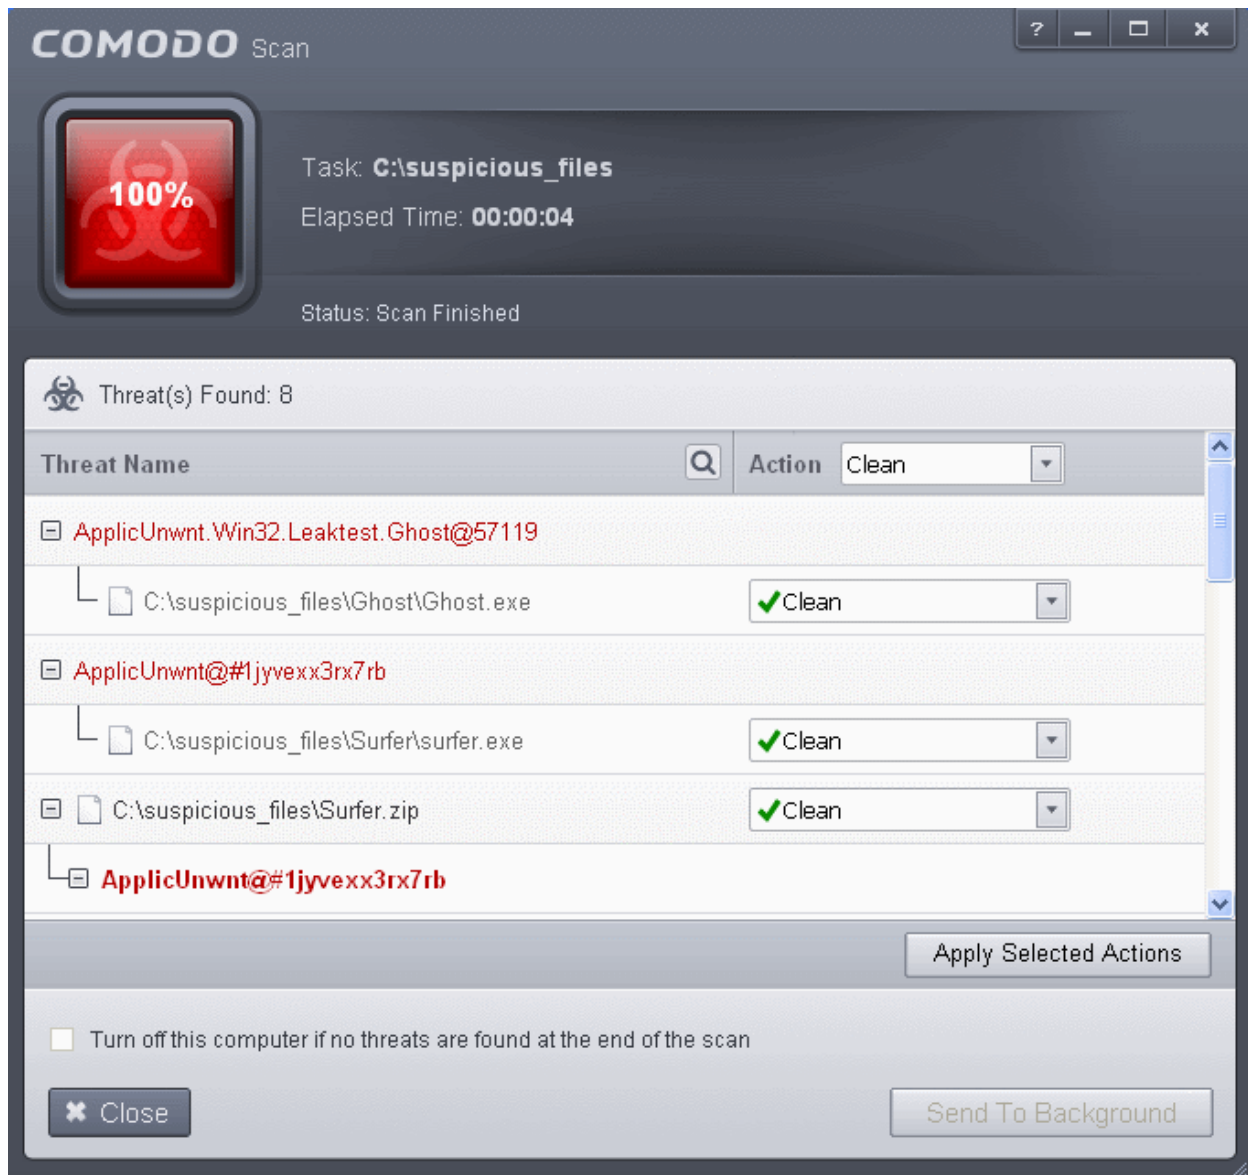 COMODO Scan
?
100%
Task: C:\suspicious_files
Elapsed Time: 00:00:04
Status: Scan Finished
Threat(s) Found: 8
Threat Name Action Clean
ApplicUnwnt.Win32.Leaktest.Ghost@57119
C:\suspicious_files\Ghost\Ghost.exe Clean
ApplicUnwnt@#1jyvexx3rx7rb
C:\suspicious_files\Surfer\surfer.exe Clean
C:\suspicious_files\Surfer.zip Clean
ApplicUnwnt@#1jyvexx3rx7rb
Apply Selected Actions
Turn off this computer if no threats are found at the end of the scan
Close Send To Background